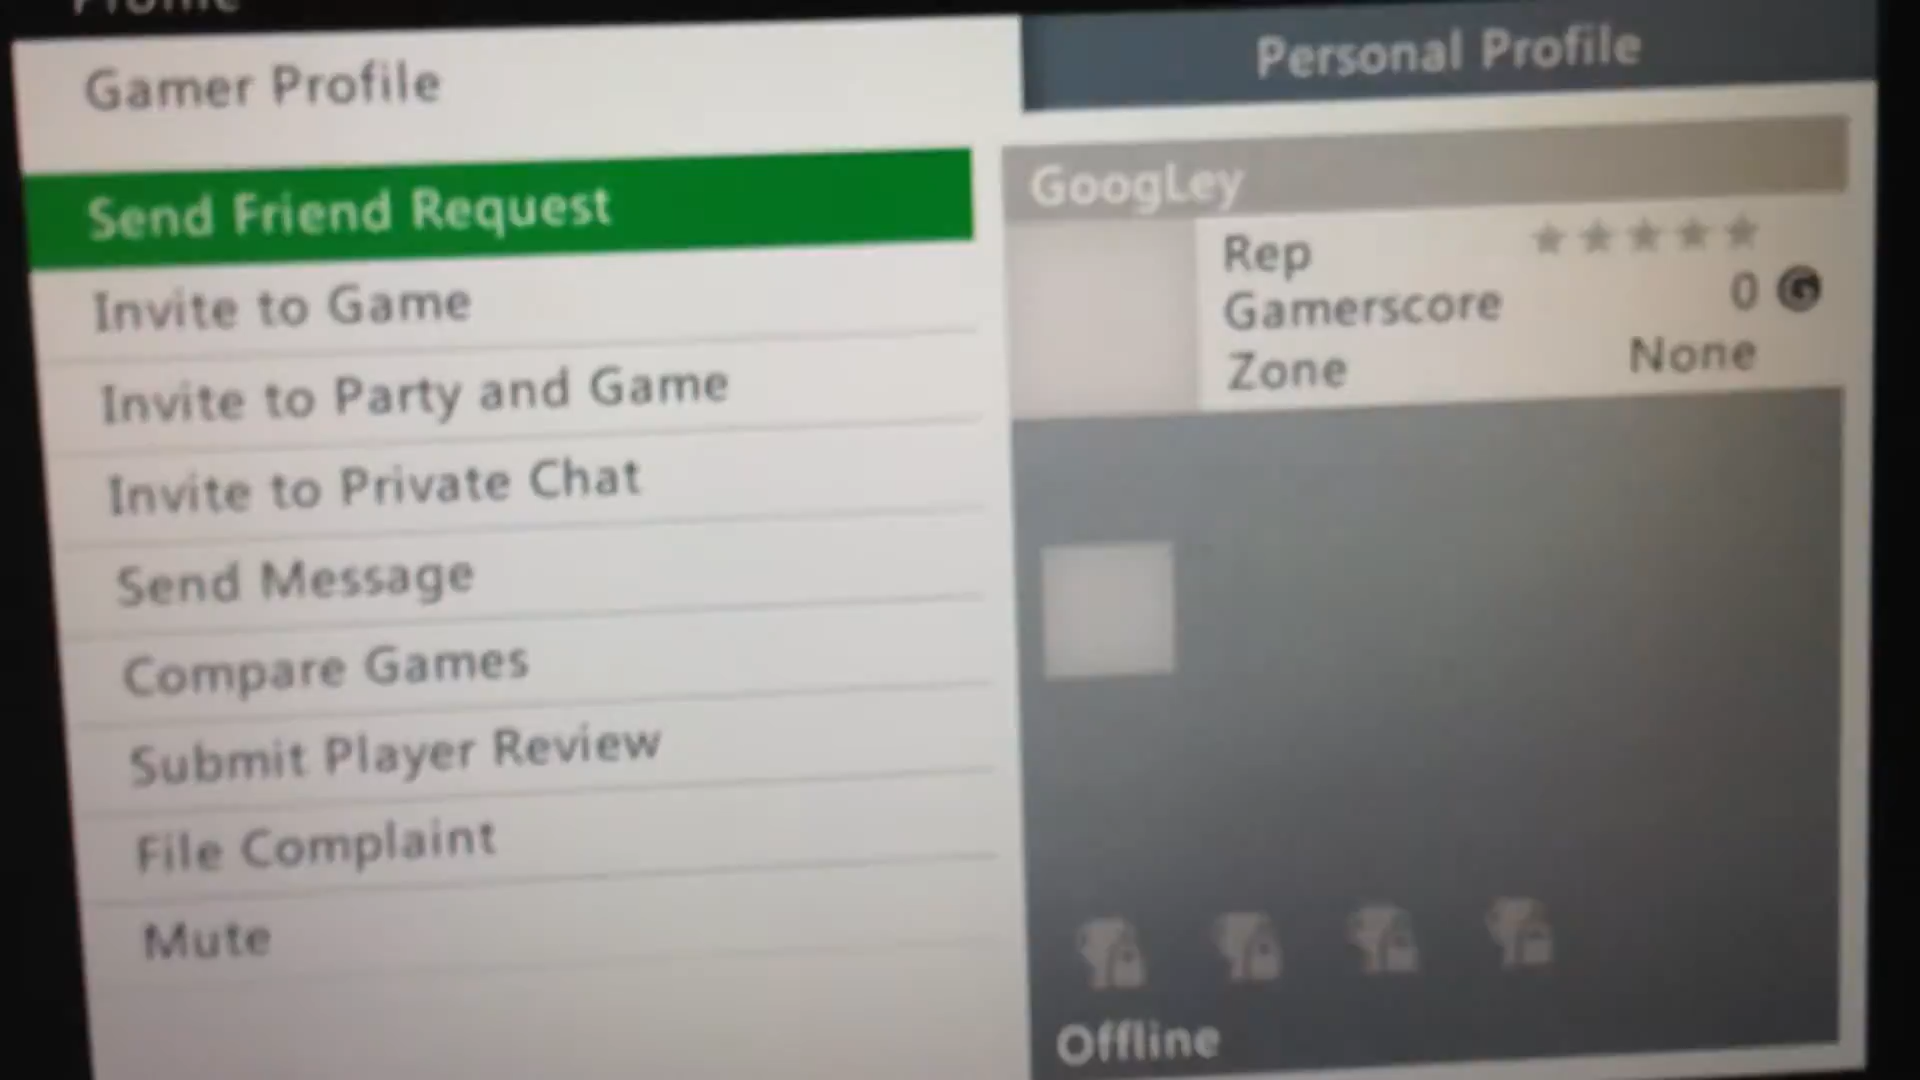 Profile
Gamer Profile
Send Friend Request
Invite to Game
Invite to Party and Game
Invite to Private Chat
Send Message
Compare Games
Submit Player Review
File Complaint
Mute
Personal Profile
GoogLey
Rep
Gamerscore 0 G
Zone None
Offline